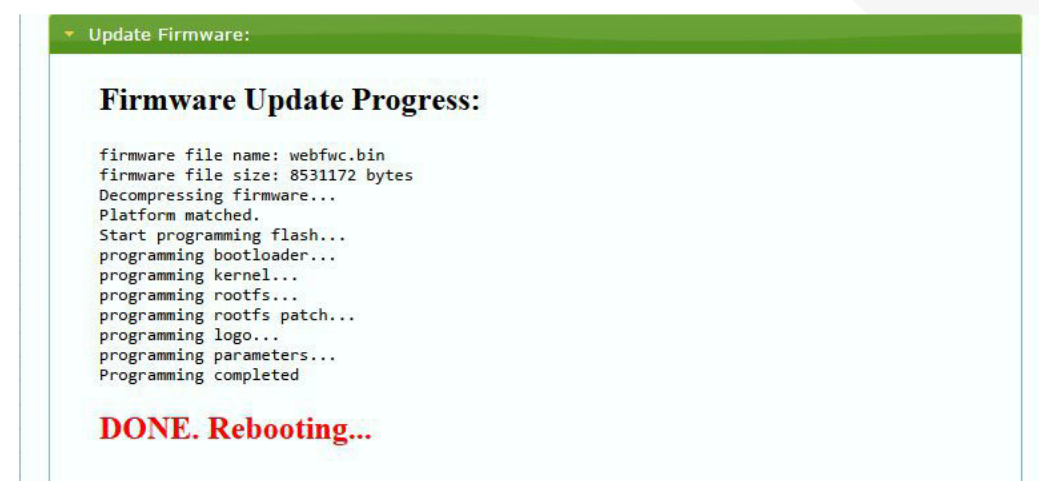 Update Firmware:
Firmware Update Progress:
firmware file name: webfwc.bin
firmware file size: 8531172 bytes
Decompressing firmware...
Platform matched.
Start programming flash...
programming bootloader...
programming kernel...
programming rootfs...
programming rootfs patch...
programming logo...
programming parameters...
Programming completed
DONE. Rebooting...